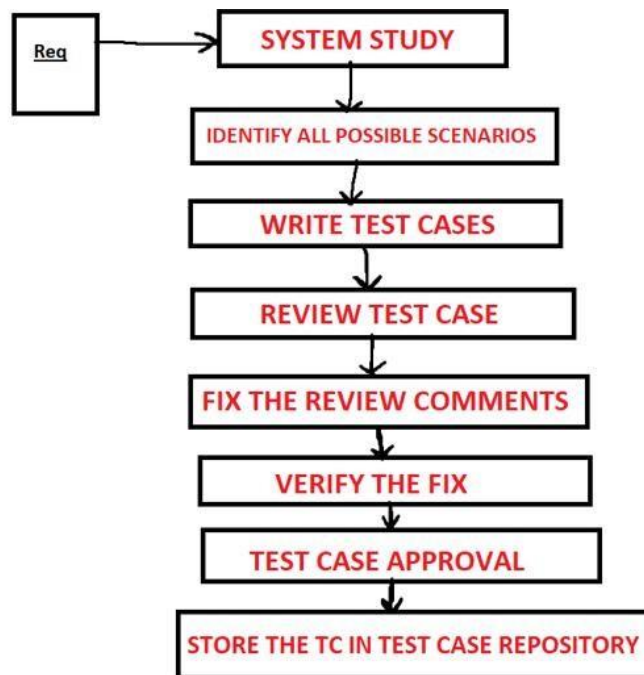 Req
SYSTEM STUDY
IDENTIFY ALL POSSIBLE SCENARIOS
WRITE TEST CASES
REVIEW TEST CASE
FIX THE REVIEW COMMENTS
VERIFY THE FIX
TEST CASE APPROVAL
STORE THE TC IN TEST CASE REPOSITORY